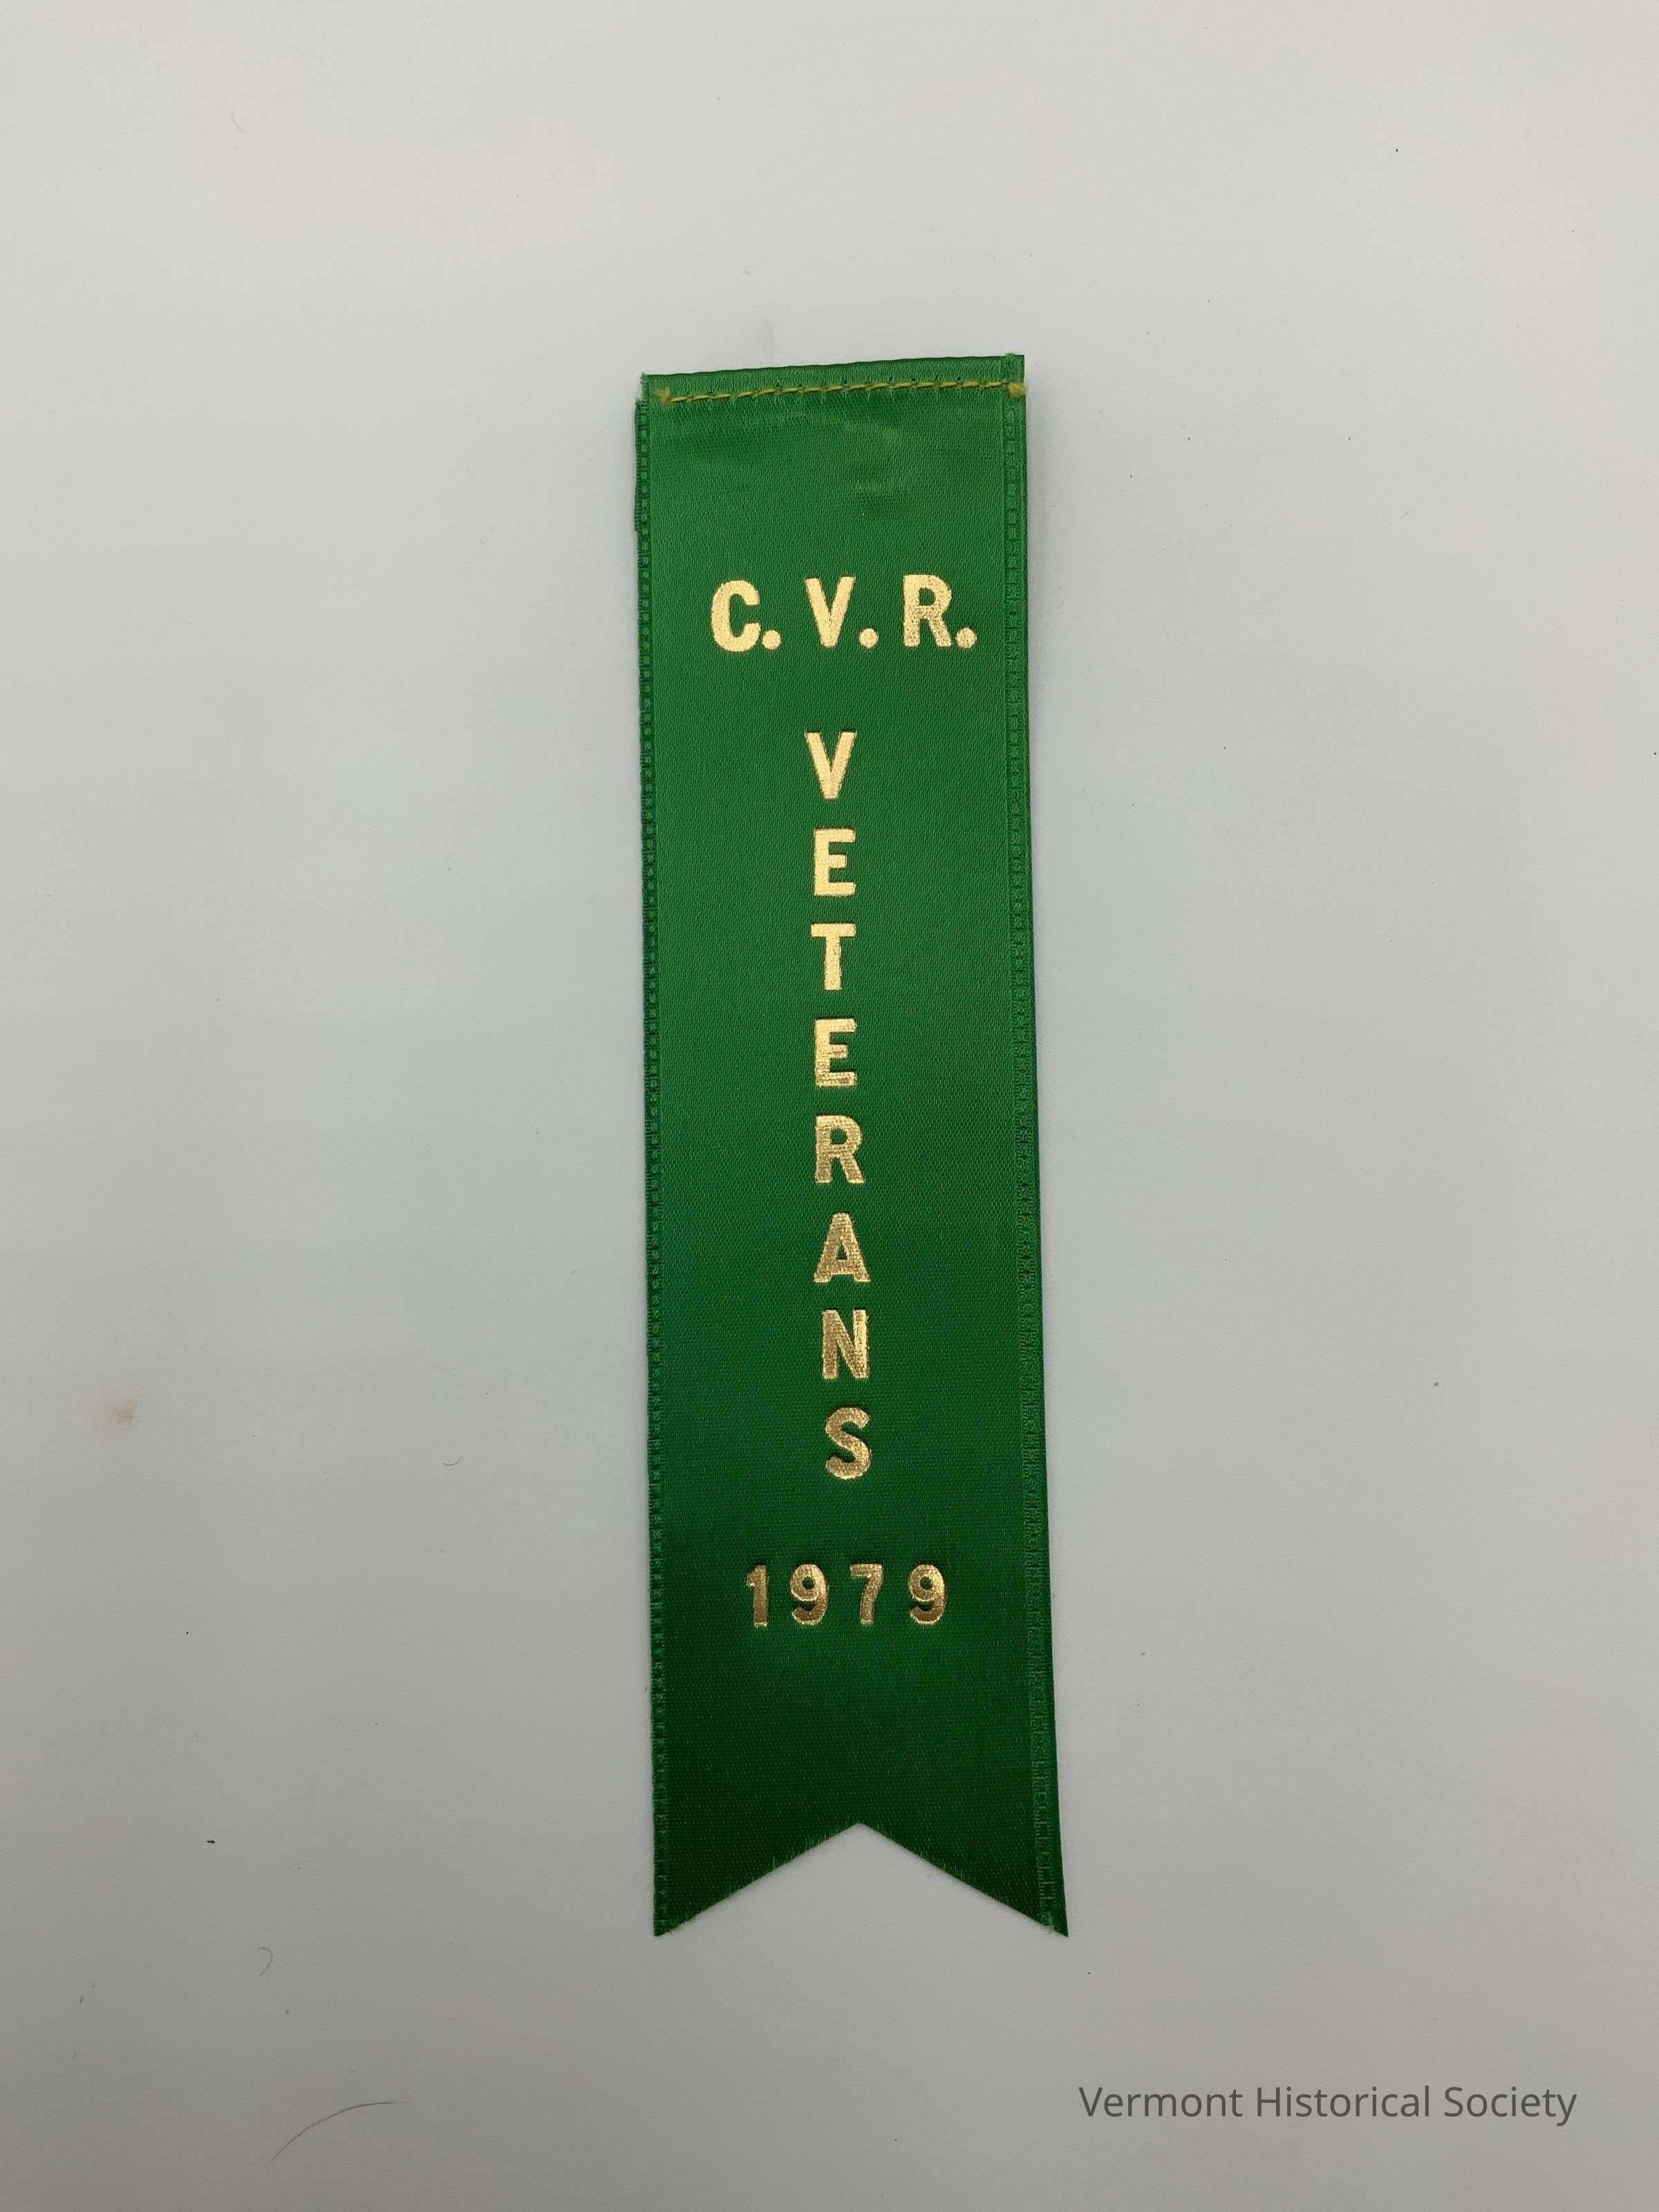 C. V. R.
VETERANS
1979
Vermont Historical Society